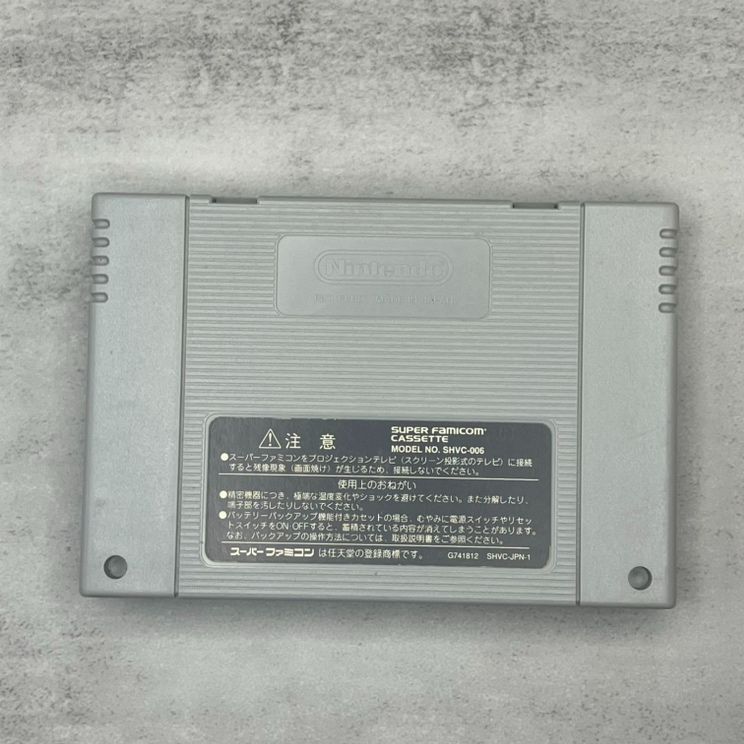 Nintendo
⚠注意
SUPER FAMICOM
CASSETTE
MODEL NO. SHVC-006
●スーパーファミコンをプロジェクションテレビ(スクリーン投影式のテレビ)に接続
すると残像現象(画面焼け)が生じるため、接続しないでください。
使用上のおねがい
●精密機器につき、極端な温度変化やショックを避けてください。また分解したり、
端子部を汚したりしないでください。
●バッテリーバックアップ機能付きカセットの場合、むやみに電源スイッチやリセッ
トスイッチをON OFFすると、蓄積されている内容が消えてしまうことがあります。
なお、バックアップの操作方法については、取扱説明書をご参照ください。
スーパーファミコンは任天堂の登録商標です。 G741812 SHVC-JPN-1